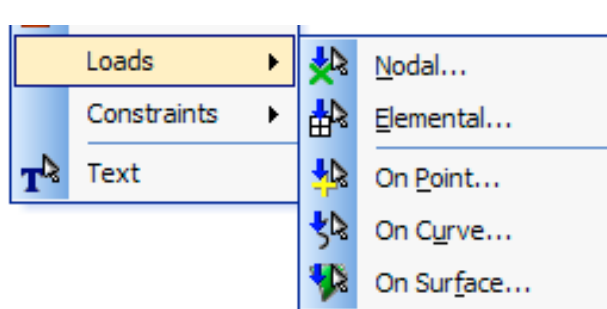 Loads
Constraints
Text
Nodal...
Elemental...
On Point...
On Curve...
On Surface...